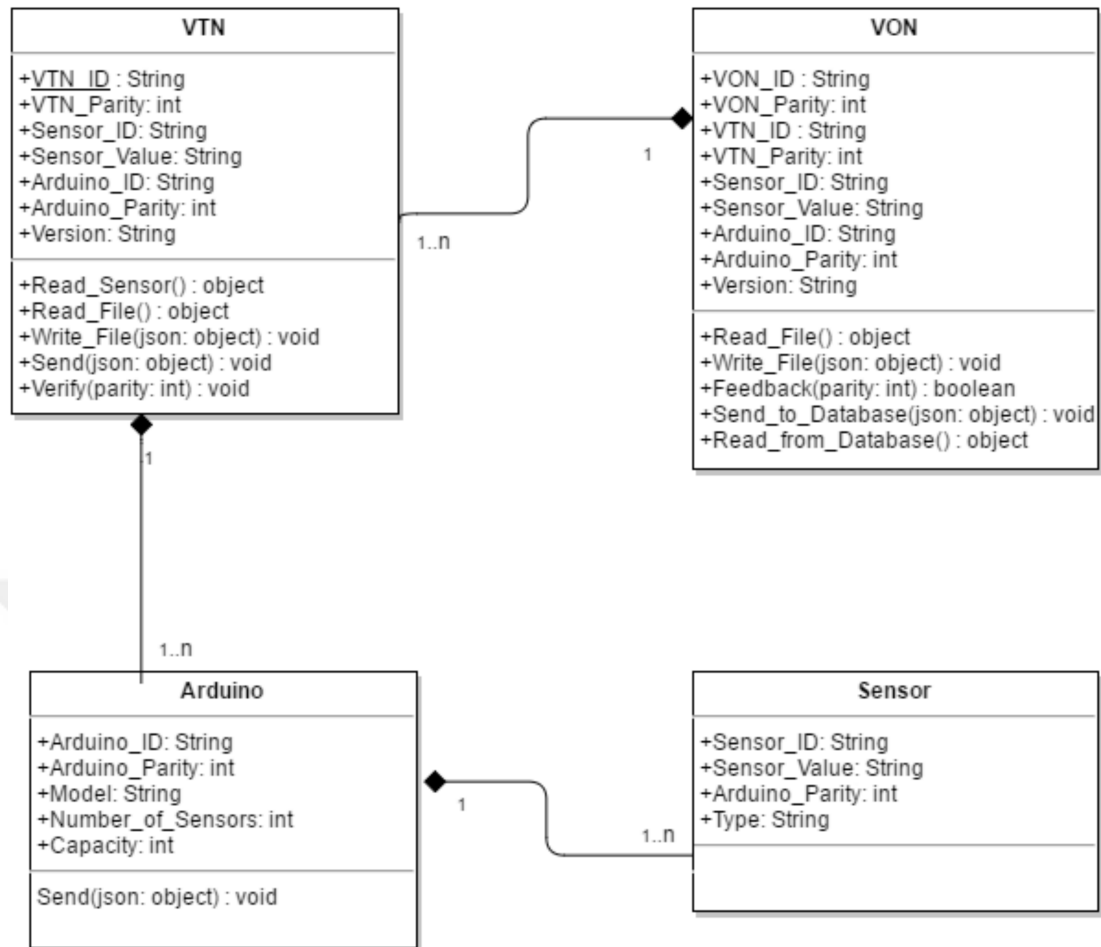 VTN
+VTN_ID : String
+VTN_Parity: int
+Sensor_ID: String
+Sensor_Value: String
+Arduino_ID: String
+Arduino_Parity: int
+Version: String
+Read_Sensor() : object
+Read_File() : object
+Write_File(json: object) : void
+Send(json: object) : void
+Verify(parity: int) : void
1
1..n
VON
+VON_ID : String
+VON_Parity: int
+VTN_ID : String
+VTN_Parity: int
+Sensor_ID: String
+Sensor_Value: String
+Arduino_ID: String
+Arduino_Parity: int
+Version: String
+Read_File() : object
+Write_File(json: object) : void
+Feedback(parity: int) : boolean
+Send_to_Database(json: object) : void
+Read_from_Database() : object
1
1..n
Arduino
+Arduino_ID: String
+Arduino_Parity: int
+Model: String
+Number_of_Sensors: int
+Capacity: int
Send(json: object) : void
1
1..n
Sensor
+Sensor_ID: String
+Sensor_Value: String
+Arduino_Parity: int
+Type: String